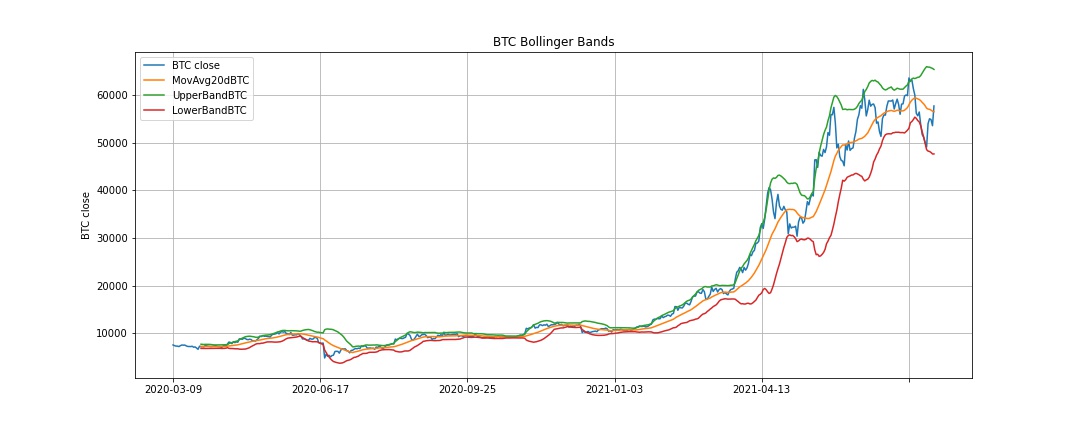 BTC Bollinger Bands
BTC close
MovAvg20dBTC
UpperBandBTC
LowerBandBTC
60000
50000
40000
30000
20000
10000
BTC close
2020-03-09
2020-06-17
2020-09-25
2021-01-03
2021-04-13